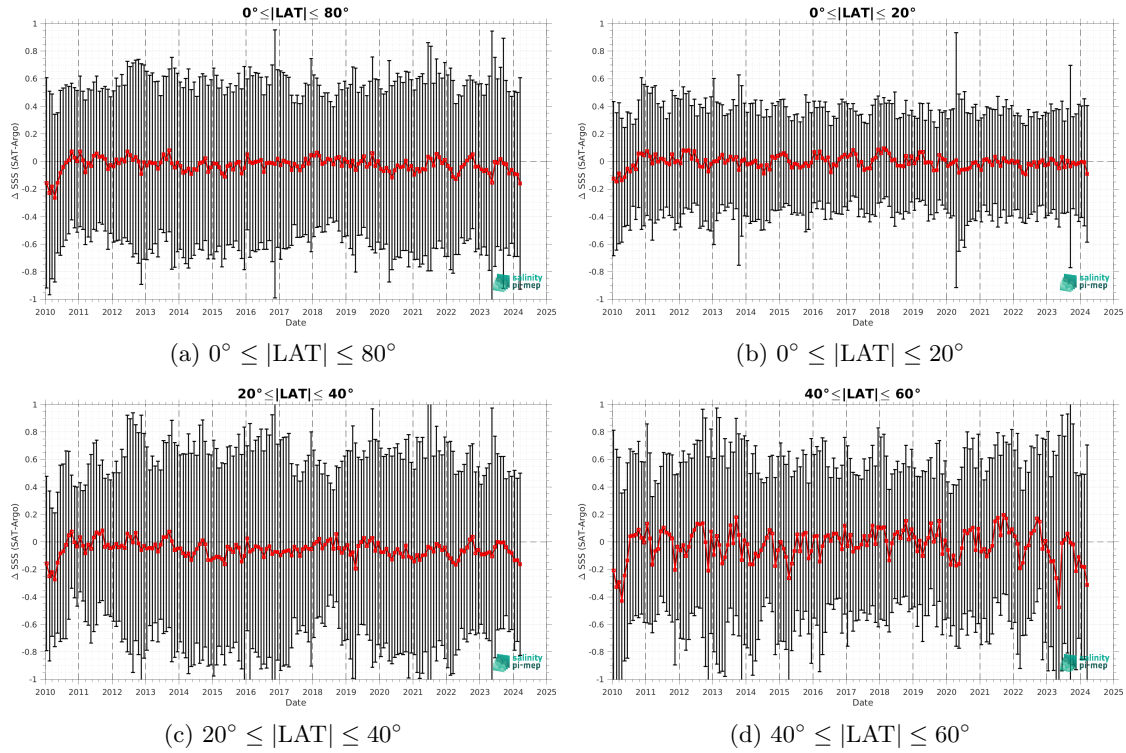 0°≤|LAT|≤ 80°
Δ SSS (SAT-Argo)
1
0.8
0.6
0.4
0.2
0
-0.2
-0.4
-0.6
-0.8
-1
salinity
pi-mep
2010 2011 2012 2013 2014 2015 2016 2017 2018 2019 2020 2021 2022 2023 2024 2025
Date
(a) 0° ≤ |LAT| ≤ 80°
0°≤|LAT|≤ 20°
Δ SSS (SAT-Argo)
1
0.8
0.6
0.4
0.2
0
-0.2
-0.4
-0.6
-0.8
-1
salinity
pi-mep
2010 2011 2012 2013 2014 2015 2016 2017 2018 2019 2020 2021 2022 2023 2024 2025
Date
(b) 0° ≤ |LAT| ≤ 20°
20°≤|LAT|≤ 40°
Δ SSS (SAT-Argo)
1
0.8
0.6
0.4
0.2
0
-0.2
-0.4
-0.6
-0.8
-1
salinity
pi-mep
2010 2011 2012 2013 2014 2015 2016 2017 2018 2019 2020 2021 2022 2023 2024 2025
Date
(c) 20° ≤ |LAT| ≤ 40°
40°≤|LAT|≤ 60°
Δ SSS (SAT-Argo)
1
0.8
0.6
0.4
0.2
0
-0.2
-0.4
-0.6
-0.8
-1
salinity
pi-mep
2010 2011 2012 2013 2014 2015 2016 2017 2018 2019 2020 2021 2022 2023 2024 2025
Date
(d) 40° ≤ |LAT| ≤ 60°